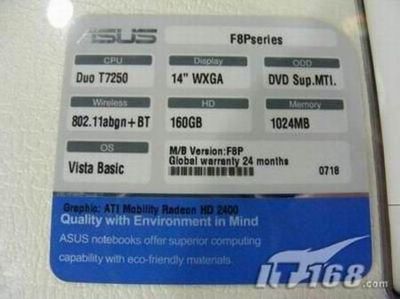 ASUS F8Pseries
CPU Display ODD
Duo T7250 14" WXGA DVD Sup.MTI.
Wireless HD Memory
802.11abgn+BT 160GB 1024MB
OS
Vista Basic
M/B Version:F8P
Global warranty 24 months
0718
Graphic: ATI Mobility Radeon HD 2400
Quality with Environment in Mind
ASUS notebooks offer superior computing
capability with eco-friendly materials.
IT168.com